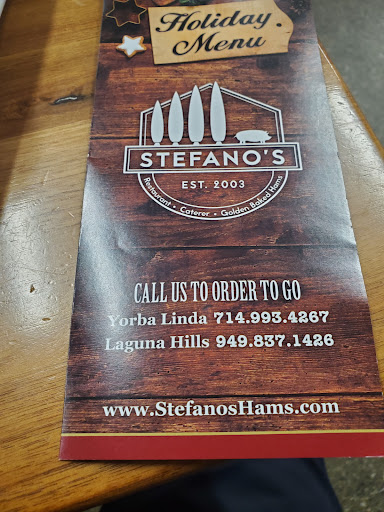 Holiday
Menu
STEFANO'S
EST. 2003
Restaurant • Caterer • Golden Baked Hams
CALL US TO ORDER TO GO
Yorba Linda 714.993.4267
Laguna Hills 949.837.1426
www.StefanosHams.com